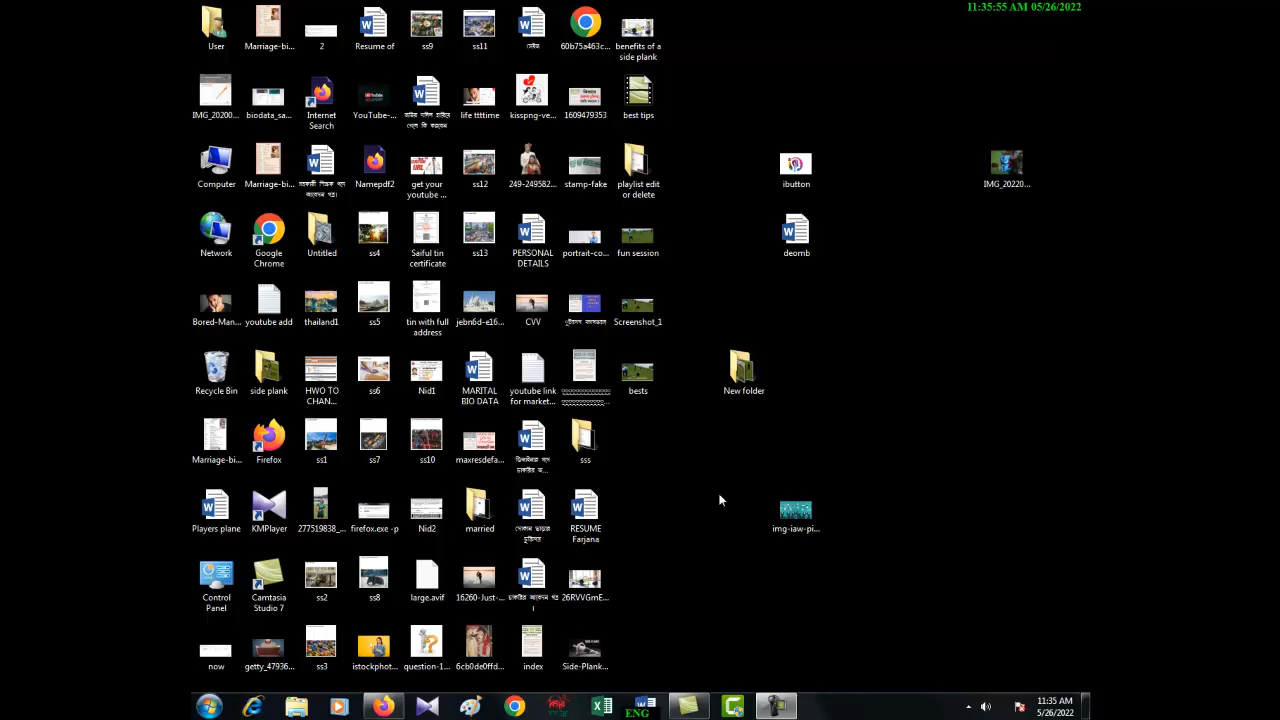 11:35:55 AM 05/26/2022
User
Marriage-bi...
2
Resume of
ss9
ss11
60b75a463c...
benefits of a
side plank
IMG_20200...
biodata_sa...
Internet
Search
YouTube-...
life ttttime
kisspng-ve...
1609479353
best tips
Computer
Marriage-bi...
Namepdf2
get your
youtube ...
ss12
249-249582...
stamp-fake
playlist edit
or delete
ibutton
IMG_20220...
Network
Google
Chrome
Untitled
ss4
Saiful tin
certificate
ss13
PERSONAL
DETAILS
portrait-co...
fun session
deomb
Bored-Man...
youtube add
thailand1
ss5
tin with full
address
jebn6d-e16...
CVV
Screenshot_1
Recycle Bin
side plank
HWO TO
CHAN...
ss6
Nid1
MARITAL
BIO DATA
youtube link
for market...
bests
New folder
Marriage-bi...
Firefox
ss1
ss7
ss10
maxresdefa...
sss
Players plane
KMPlayer
277519838_...
firefox.exe -p
Nid2
married
RESUME
Farjana
img-iaw-pi...
Control
Panel
Camtasia
Studio 7
ss2
ss8
large.avif
16260-Just-...
26RVVGmE...
now
getty_47936...
ss3
istockphot...
question-1...
6cb0de0ffd...
index
Side-Plank...
ENG
11:35 AM
5/26/2022